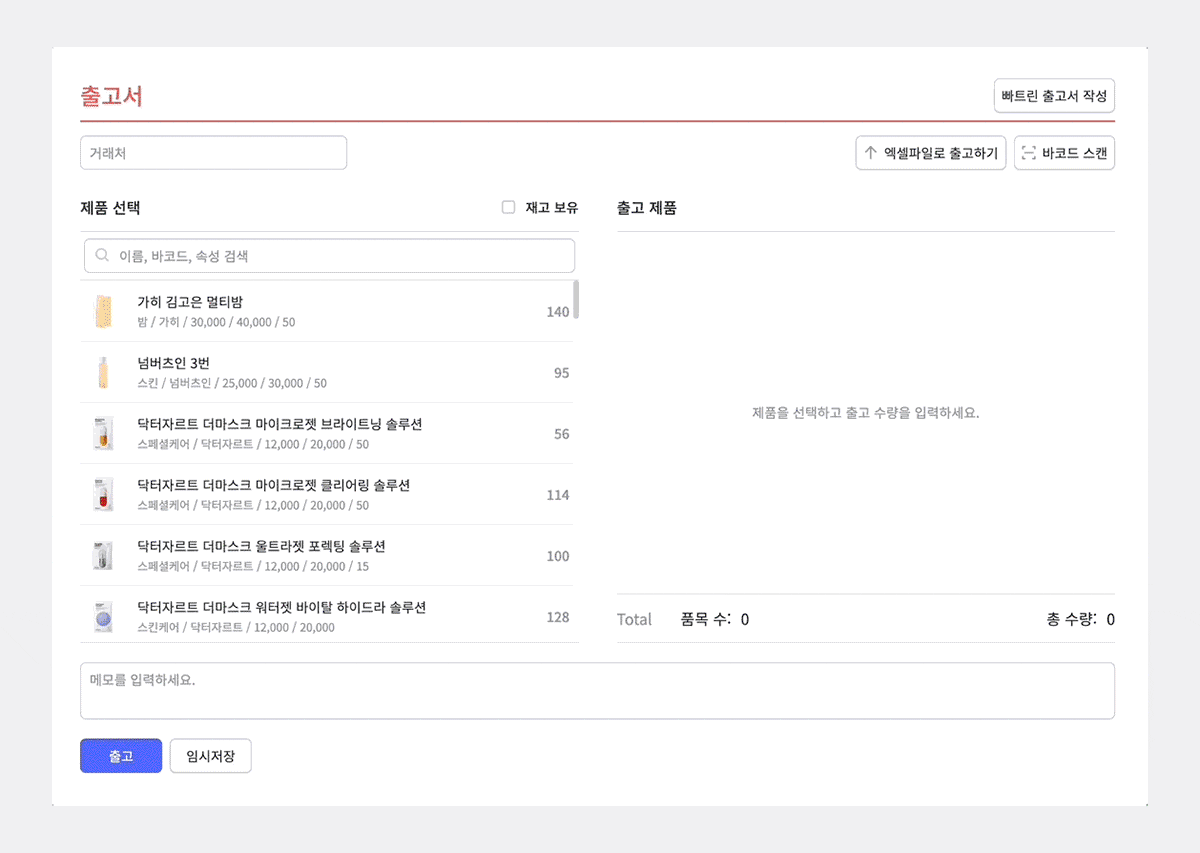 출고서
빠트린 출고서 작성
거래처
엑셀파일로 출고하기
바코드 스캔
제품 선택
재고 보유
이름, 바코드, 속성 검색
가히 김고은 멀티밤
밤 / 가히 / 30,000 / 40,000 / 50
140
넘버츠인 3번
스킨 / 넘버츠인 / 25,000 / 30,000 / 50
95
닥터자르트 더마스크 마이크로젯 브라이트닝 솔루션
스페셜케어 / 닥터자르트 / 12,000 / 20,000 / 50
56
닥터자르트 더마스크 마이크로젯 클리어링 솔루션
스페셜케어 / 닥터자르트 / 12,000 / 20,000 / 50
114
닥터자르트 더마스크 울트라젯 포렉팅 솔루션
스페셜케어 / 닥터자르트 / 12,000 / 20,000 / 15
100
닥터자르트 더마스크 워터젯 바이탈 하이드라 솔루션
스킨케어 / 닥터자르트 / 12,000 / 20,000
128
출고 제품
제품을 선택하고 출고 수량을 입력하세요.
Total 품목 수: 0 총 수량: 0
메모를 입력하세요.
출고
임시저장